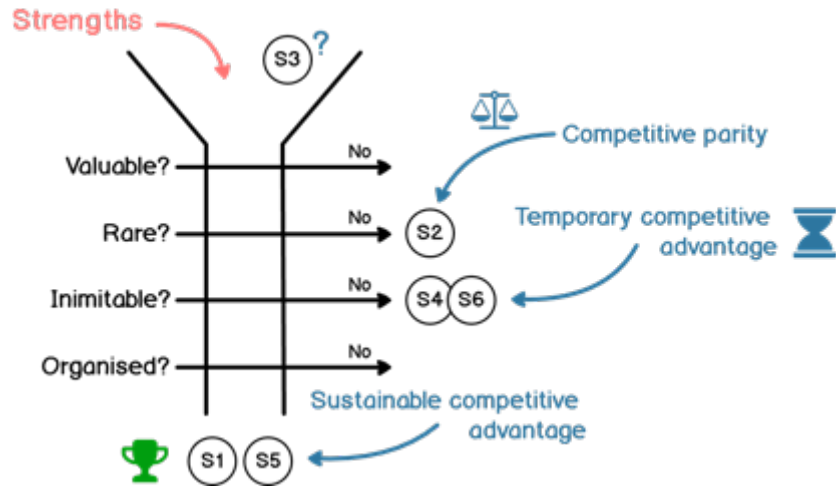 Strengths
S3 ?
Competitive parity
Valuable? No
Rare? No S2
Temporary competitive
advantage
Inimitable? No S4 S6
Organised? No
Sustainable competitive
advantage
S1 S5